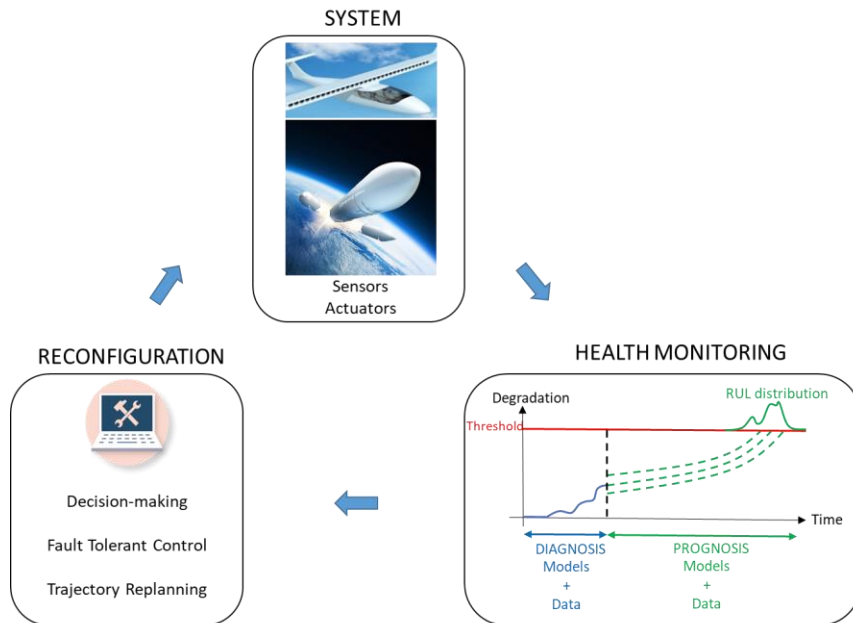 SYSTEM
Sensors
Actuators
RECONFIGURATION
Decision-making
Fault Tolerant Control
Trajectory Replanning
HEALTH MONITORING
Degradation
RUL distribution
Threshold
Time
DIAGNOSIS
Models
+
Data
PROGNOSIS
Models
+
Data